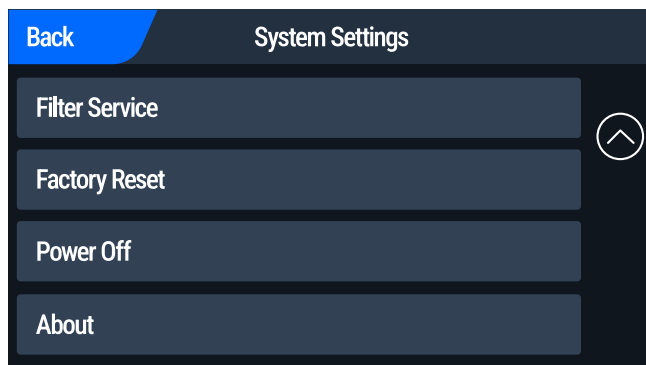 Back
System Settings
Filter Service
Factory Reset
Power Off
About